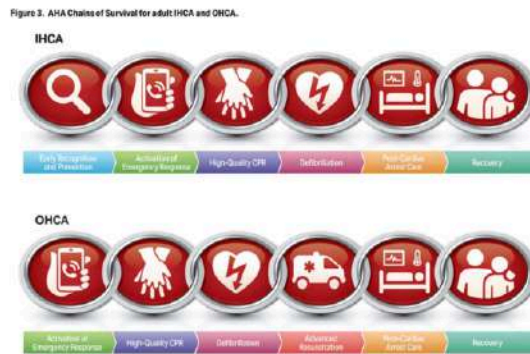 Figure 3. AHA Chains of Survival for adult IHCA and OHCA.
IHCA
Early Recognition
and Prevention
Activation of
Emergency Response
High-Quality CPR
Defibrillation
Post-Cardiac
Arrest Care
Recovery
OHCA
Activation of
Emergency Response
High-Quality CPR
Defibrillation
Advanced
Resuscitation
Post-Cardiac
Arrest Care
Recovery